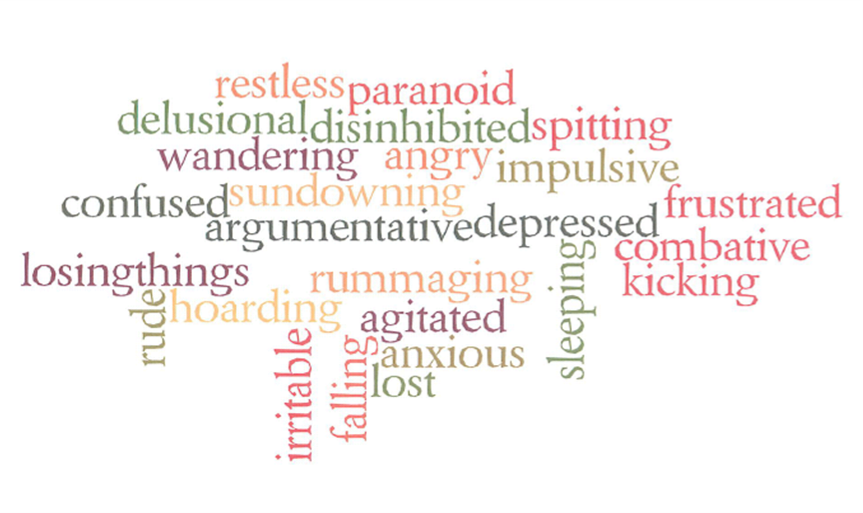 restless paranoid
delusional disinhibited spitting
wandering angry impulsive
confused sundowning frustrated
argumentative depressed
combative
losingthings rummaging kicking
rude hoarding agitated sleeping
irritable falling anxious
lost